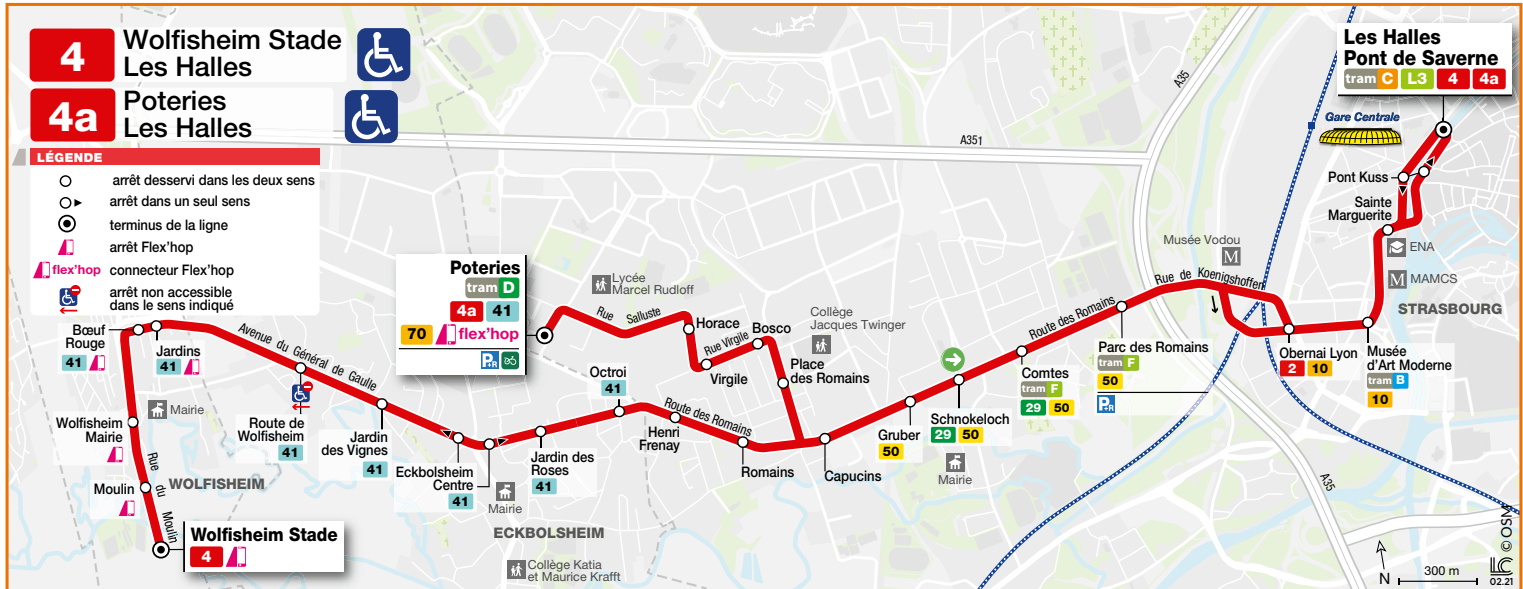 4
Wolfisheim Stade
Les Halles
4a
Poteries
Les Halles
LÉGENDE
arrêt desservi dans les deux sens
arrêt dans un seul sens
terminus de la ligne
arrêt Flex'hop
flex'hop connecteur Flex'hop
arrêt non accessible
dans le sens indiqué
Les Halles
Pont de Saverne
tram C L3 4 4a
Gare Centrale
A35
A351
Pont Kuss
Sainte
Marguerite
ENA
M MAMCS
STRASBOURG
Musée Vodou
M
Rue de Koenigshoffen
Obernai Lyon
2 10
Musée
d'Art Moderne
tram B
10
Parc des Romains
tram F
50
P+R
Route des Romains
Comtes
tram F
29 50
Schnokeloch
29 50
Mairie
Gruber
50
Capucins
Collège
Jacques Twinger
Place
des Romains
Bosco
Rue Virgile
Virgile
Horace
Rue Salluste
Lycée
Marcel Rudloff
Poteries
tram D
4a 41
70 flex'hop
P+R
Romains
Route des Romains
Henri
Frenay
Octroi
41
Jardin des
Roses
41
Mairie
ECKBOLSHEIM
Collège Katia
et Maurice Krafft
Eckbolsheim
Centre
41
Jardin
des Vignes
41
Route de
Wolfisheim
41
Avenue du Général de Gaulle
Jardins
41
Bœuf
Rouge
41
Mairie
Wolfisheim
Mairie
Rue du Moulin
WOLFISHEIM
Moulin
Wolfisheim Stade
4
A35
N
300 m
© OSM
02.21